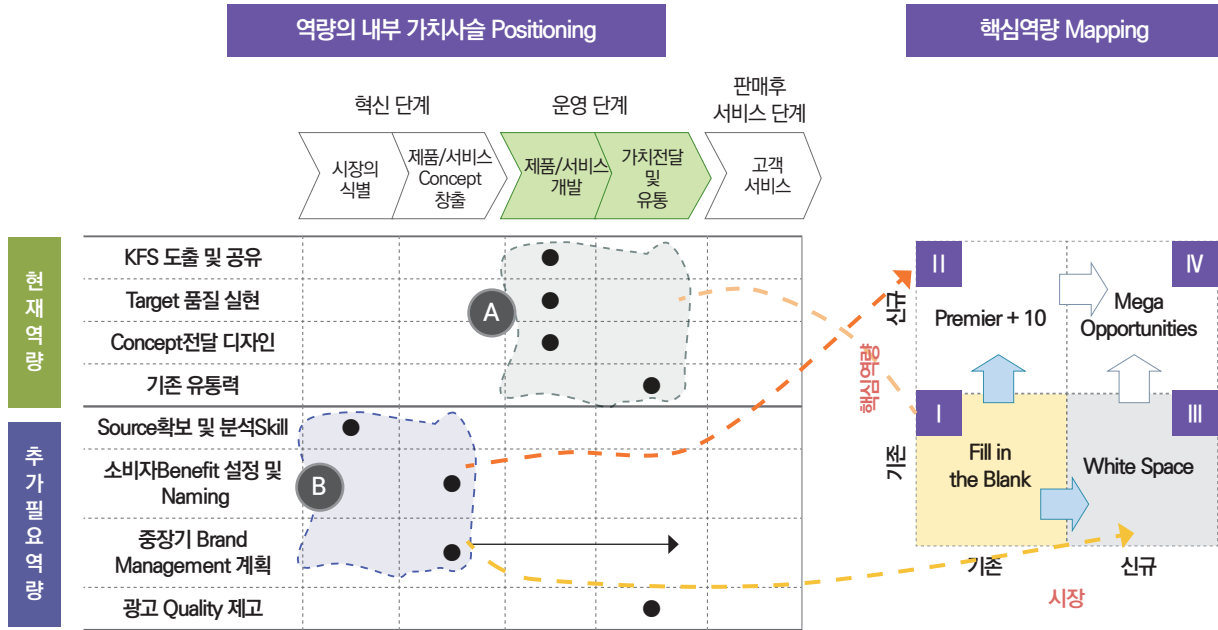 역량의 내부 가치사슬 Positioning
핵심역량 Mapping
혁신 단계
운영 단계
판매후
서비스 단계
시장의
식별
제품/서비스
Concept
창출
제품/서비스
개발
가치전달
및
유통
고객
서비스
현재역량
KFS 도출 및 공유
Target 품질 실현
Concept전달 디자인
기존 유통력
A
추가필요역량
Source확보 및 분석Skill
소비자Benefit 설정 및
Naming
중장기 Brand
Management 계획
광고 Quality 제고
B
핵심역량
신규
기존
II
Premier + 10
IV
Mega
Opportunities
I
Fill in
the Blank
III
White Space
기존
신규
시장